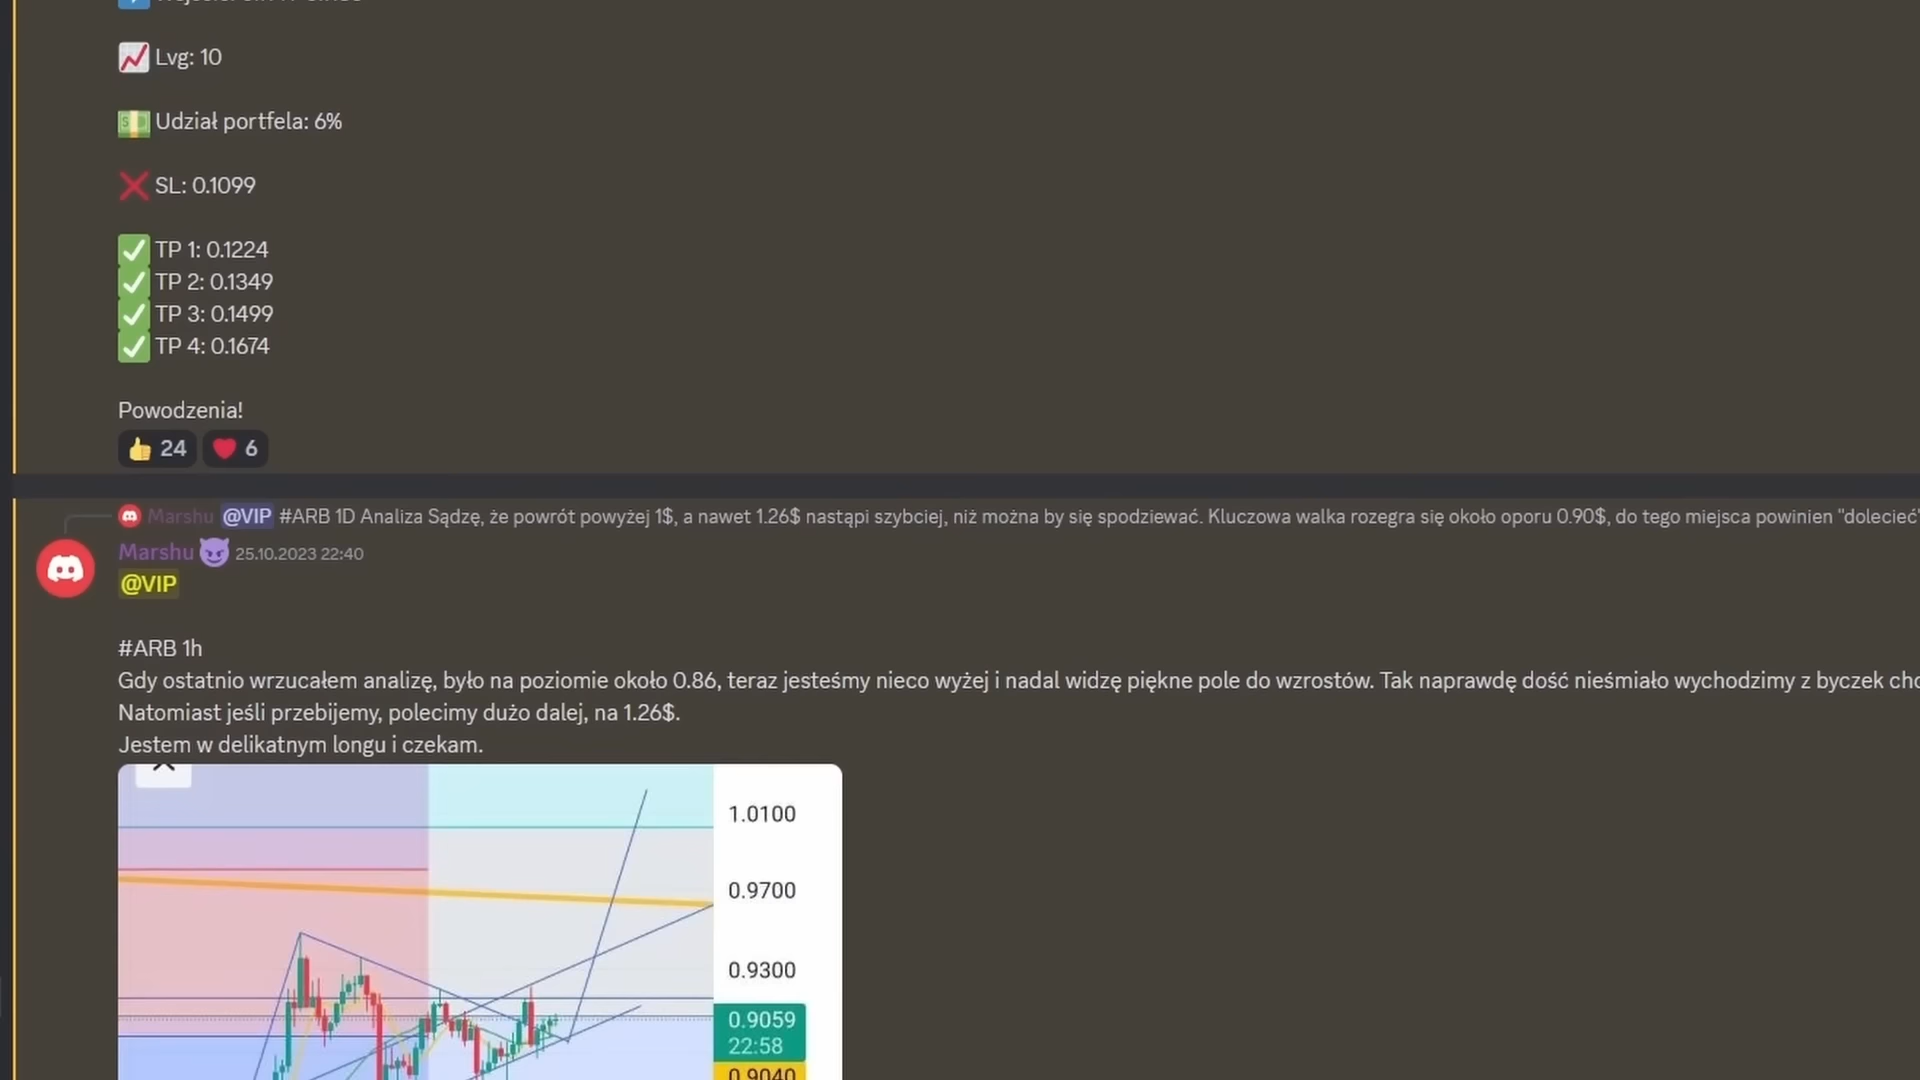 Lvg: 10
Udział portfela: 6%
SL: 0.1099
TP 1: 0.1224
TP 2: 0.1349
TP 3: 0.1499
TP 4: 0.1674
Powodzenia!
24 6
Marshu @VIP #ARB 1D Analiza Sądzę, że powrót powyżej 1$, a nawet 1.26$ nastąpi szybciej, niż można by się spodziewać. Kluczowa walka rozegra się około oporu 0.90$, do tego miejsca powinien "dolecieć"
Marshu 25.10.2023 22:40
@VIP
#ARB 1h
Gdy ostatnio wrzucałem analizę, było na poziomie około 0.86, teraz jesteśmy nieco wyżej i nadal widzę piękne pole do wzrostów. Tak naprawdę dość nieśmiało wychodzimy z byczek
Natomiast jeśli przebijemy, polecimy dużo dalej, na 1.26$.
Jestem w delikatnym longu i czekam.
1.0100
0.9700
0.9300
0.9059
22:58
0.9040